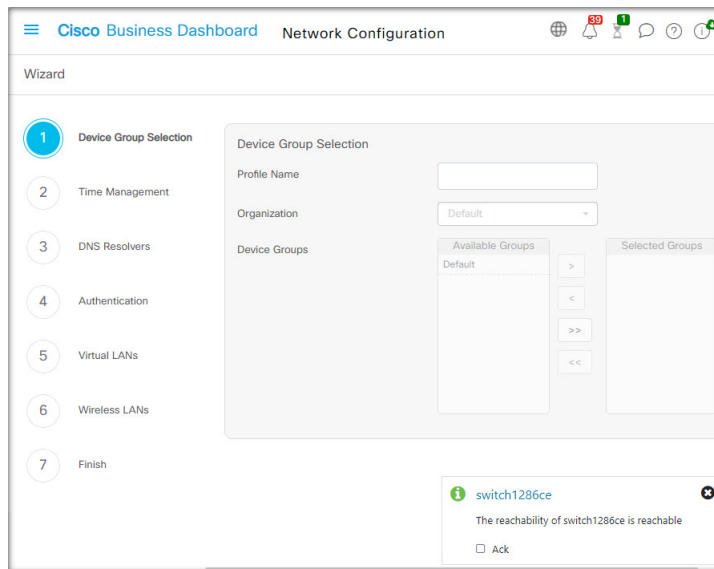 Cisco Business Dashboard Network Configuration 39 1
Wizard
1 Device Group Selection
2 Time Management
3 DNS Resolvers
4 Authentication
5 Virtual LANs
6 Wireless LANs
7 Finish
Device Group Selection
Profile Name
Organization Default
Device Groups
Available Groups
Default
>
<
>>
<<
Selected Groups
switch1286ce
The reachability of switch1286ce is reachable
Ack